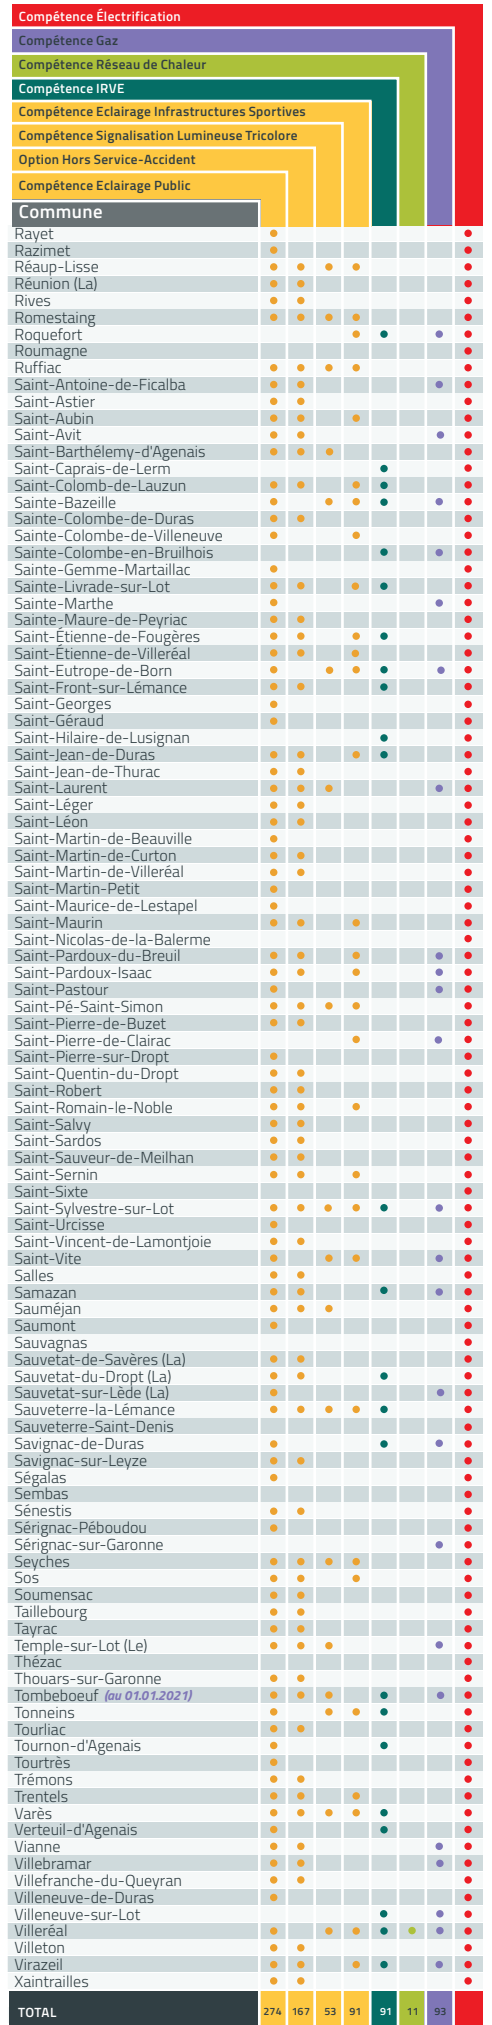 Compétence Électrification
Compétence Gaz
Compétence Réseau de Chaleur
Compétence IRVE
Compétence Eclairage Infrastructures Sportives
Compétence Signalisation Lumineuse Tricolore
Option Hors Service-Accident
Compétence Eclairage Public
Commune
Rayet
Razimet
Réaup-Lisse
Réunion (La)
Rives
Romestaing
Roquefort
Roumagne
Ruffiac
Saint-Antoine-de-Ficalba
Saint-Astier
Saint-Aubin
Saint-Avit
Saint-Barthélemy-d'Agenais
Saint-Caprais-de-Lerm
Saint-Colomb-de-Lauzun
Sainte-Bazeille
Sainte-Colombe-de-Duras
Sainte-Colombe-de-Villeneuve
Sainte-Colombe-en-Bruilhois
Sainte-Gemme-Martaillac
Sainte-Livrade-sur-Lot
Sainte-Marthe
Sainte-Maure-de-Peyriac
Saint-Étienne-de-Fougères
Saint-Étienne-de-Villeréal
Saint-Eutrope-de-Born
Saint-Front-sur-Lémance
Saint-Georges
Saint-Géraud
Saint-Hilaire-de-Lusignan
Saint-Jean-de-Duras
Saint-Jean-de-Thurac
Saint-Laurent
Saint-Léger
Saint-Léon
Saint-Martin-de-Beauville
Saint-Martin-de-Curton
Saint-Martin-de-Villeréal
Saint-Martin-Petit
Saint-Maurice-de-Lestapel
Saint-Maurin
Saint-Nicolas-de-la-Balerme
Saint-Pardoux-du-Breuil
Saint-Pardoux-Isaac
Saint-Pastour
Saint-Pé-Saint-Simon
Saint-Pierre-de-Buzet
Saint-Pierre-de-Clairac
Saint-Pierre-sur-Dropt
Saint-Quentin-du-Dropt
Saint-Robert
Saint-Romain-le-Noble
Saint-Salvy
Saint-Sardos
Saint-Sauveur-de-Meilhan
Saint-Sernin
Saint-Sixte
Saint-Sylvestre-sur-Lot
Saint-Urcisse
Saint-Vincent-de-Lamontjoie
Saint-Vite
Salles
Samazan
Sauméjan
Saumont
Sauvagnas
Sauvetat-de-Savères (La)
Sauvetat-du-Dropt (La)
Sauvetat-sur-Lède (La)
Sauveterre-la-Lémance
Sauveterre-Saint-Denis
Savignac-de-Duras
Savignac-sur-Leyze
Ségalas
Sembas
Sénestis
Sérignac-Péboudou
Sérignac-sur-Garonne
Seyches
Sos
Soumensac
Taillebourg
Tayrac
Temple-sur-Lot (Le)
Thézac
Thouars-sur-Garonne
Tombeboeuf (au 01.01.2021)
Tonneins
Tourliac
Tournon-d'Agenais
Tourtrès
Trémons
Trentels
Varès
Verteuil-d'Agenais
Vianne
Villebramar
Villefranche-du-Queyran
Villeneuve-de-Duras
Villeneuve-sur-Lot
Villeréal
Villeton
Virazeil
Xaintrailles
TOTAL 274 167 53 91 91 11 93